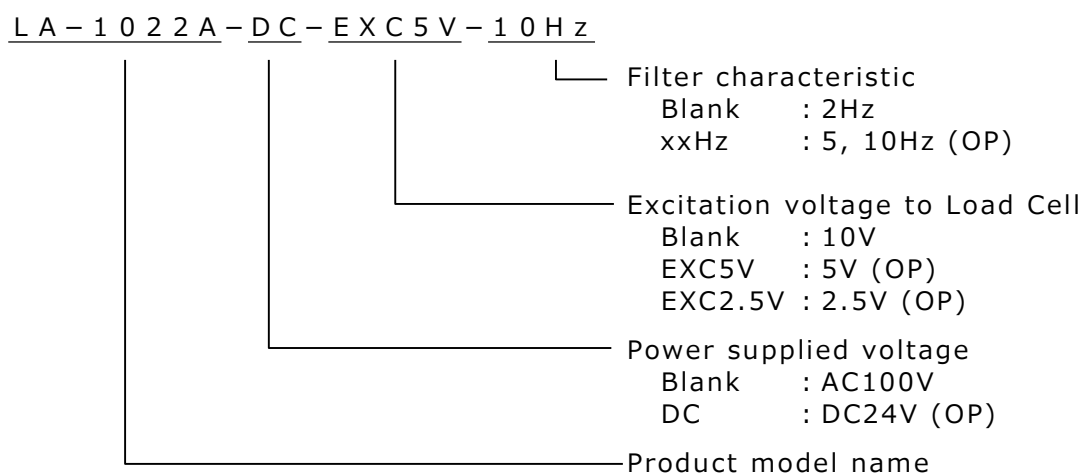 LA-1022A-DC-EXC5V-10Hz
Filter characteristic
Blank : 2Hz
xxHz : 5, 10Hz (OP)
Excitation voltage to Load Cell
Blank : 10V
EXC5V : 5V (OP)
EXC2.5V : 2.5V (OP)
Power supplied voltage
Blank : AC100V
DC : DC24V (OP)
Product model name